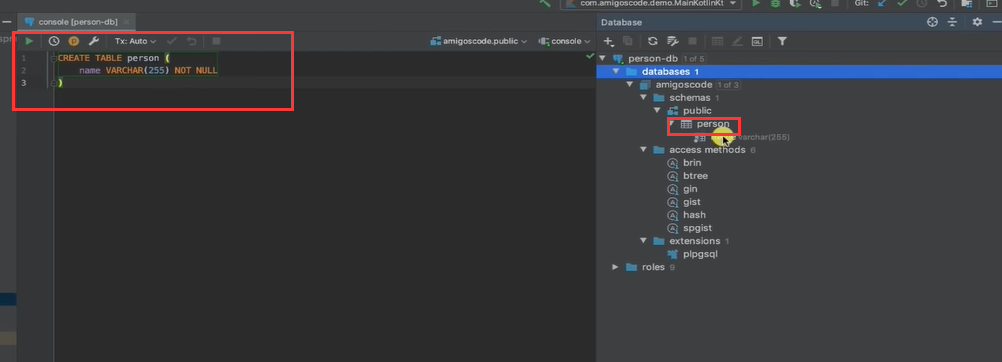 com.amigoscode.demo.MainKotlinKt
Git:
console [person-db]
Database
Tx: Auto
amigoscode.public
console
1 CREATE TABLE person (
2 name VARCHAR(255) NOT NULL
3 )
person-db 1 of 5
databases 1
amigoscode 1 of 3
schemas 1
public
person
varchar(255)
access methods 6
brin
btree
gin
gist
hash
spgist
extensions 1
plpgsql
roles 9